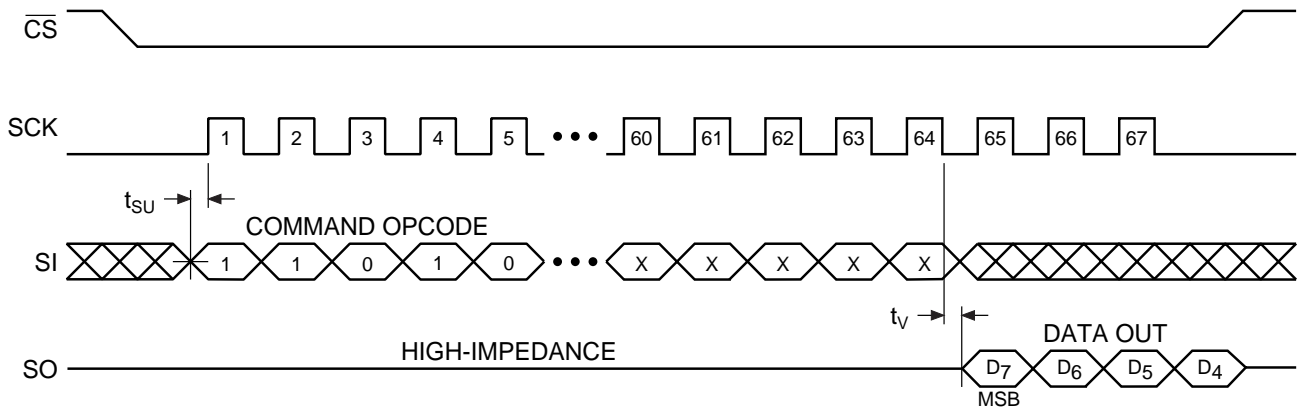 CS
SCK 1 2 3 4 5 ••• 60 61 62 63 64 65 66 67
tSU
COMMAND OPCODE
SI 1 1 0 1 0 ••• X X X X X
tV
DATA OUT
HIGH-IMPEDANCE
SO D7 D6 D5 D4
MSB